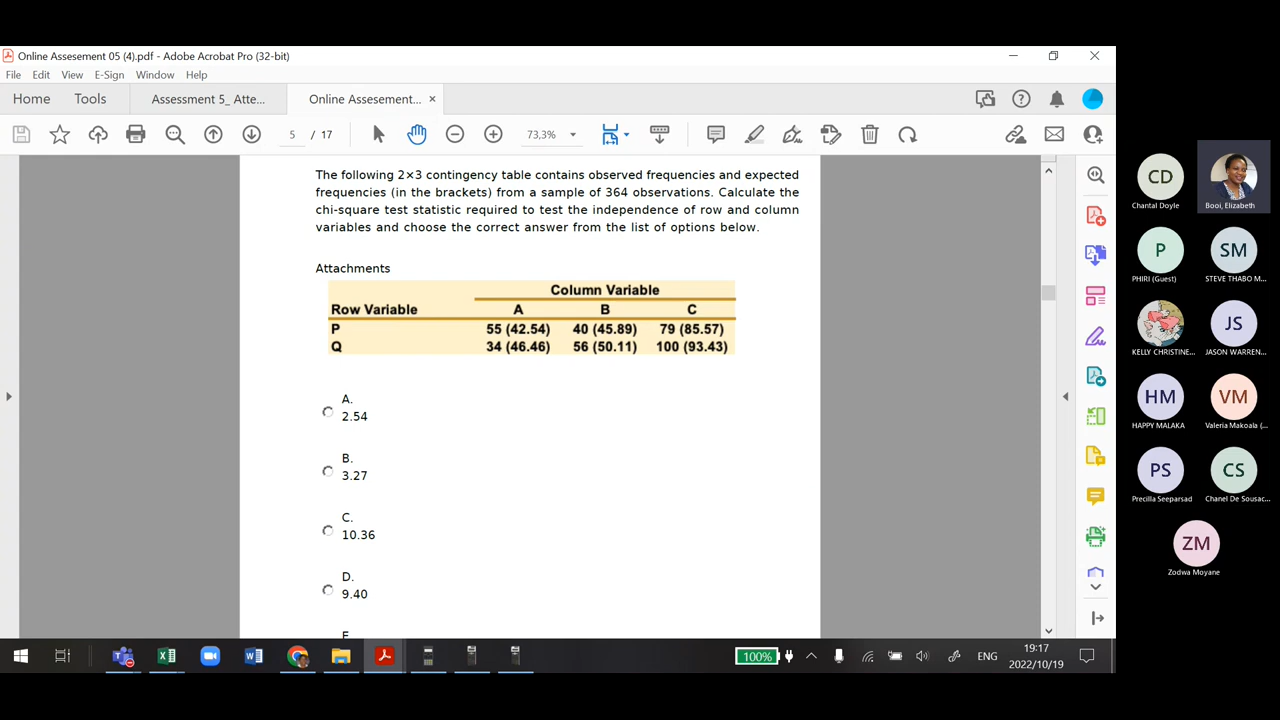 Online Assesement 05 (4).pdf - Adobe Acrobat Pro (32-bit)
File Edit View E-Sign Window Help
Home Tools Assessment 5_ Atte... Online Assesement... ×
5 / 17 73,3%
The following 2×3 contingency table contains observed frequencies and expected
frequencies (in the brackets) from a sample of 364 observations. Calculate the
chi-square test statistic required to test the independence of row and column
variables and choose the correct answer from the list of options below.
Attachments
Column Variable
Row Variable A B C
P 55 (42.54) 40 (45.89) 79 (85.57)
Q 34 (46.46) 56 (50.11) 100 (93.43)
A.
2.54
B.
3.27
C.
10.36
D.
9.40
CD
Chantal Doyle
Booi, Elizabeth
P
PHIRI (Guest)
SM
STEVE THABO M...
KELLY CHRISTINE...
JS
JASON WARREN...
HM
HAPPY MALAKA
VM
Valeria Makoala (...
PS
Precilla Seeparsad
CS
Chanel De Sousac...
ZM
Zodwa Moyane
100% ENG 19:17
2022/10/19